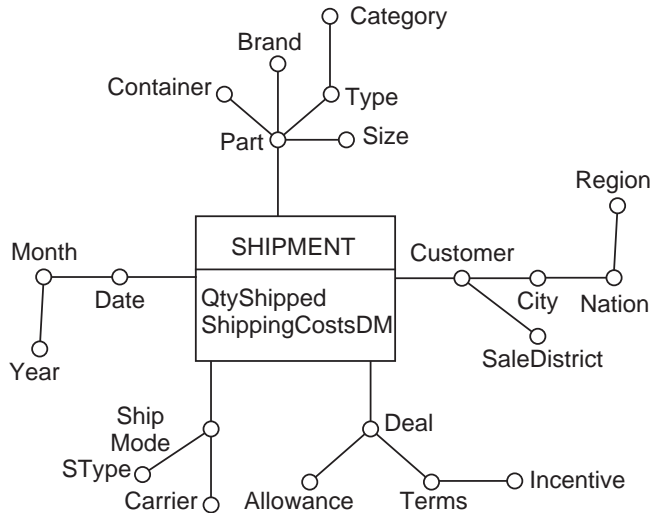 Category
Brand
Container
Type
Part
Size
Region
Month
SHIPMENT
Customer
Date
QtyShipped
City
Nation
ShippingCostsDM
SaleDistrict
Year
Ship
Mode
Deal
SType
Carrier
Allowance
Terms
Incentive